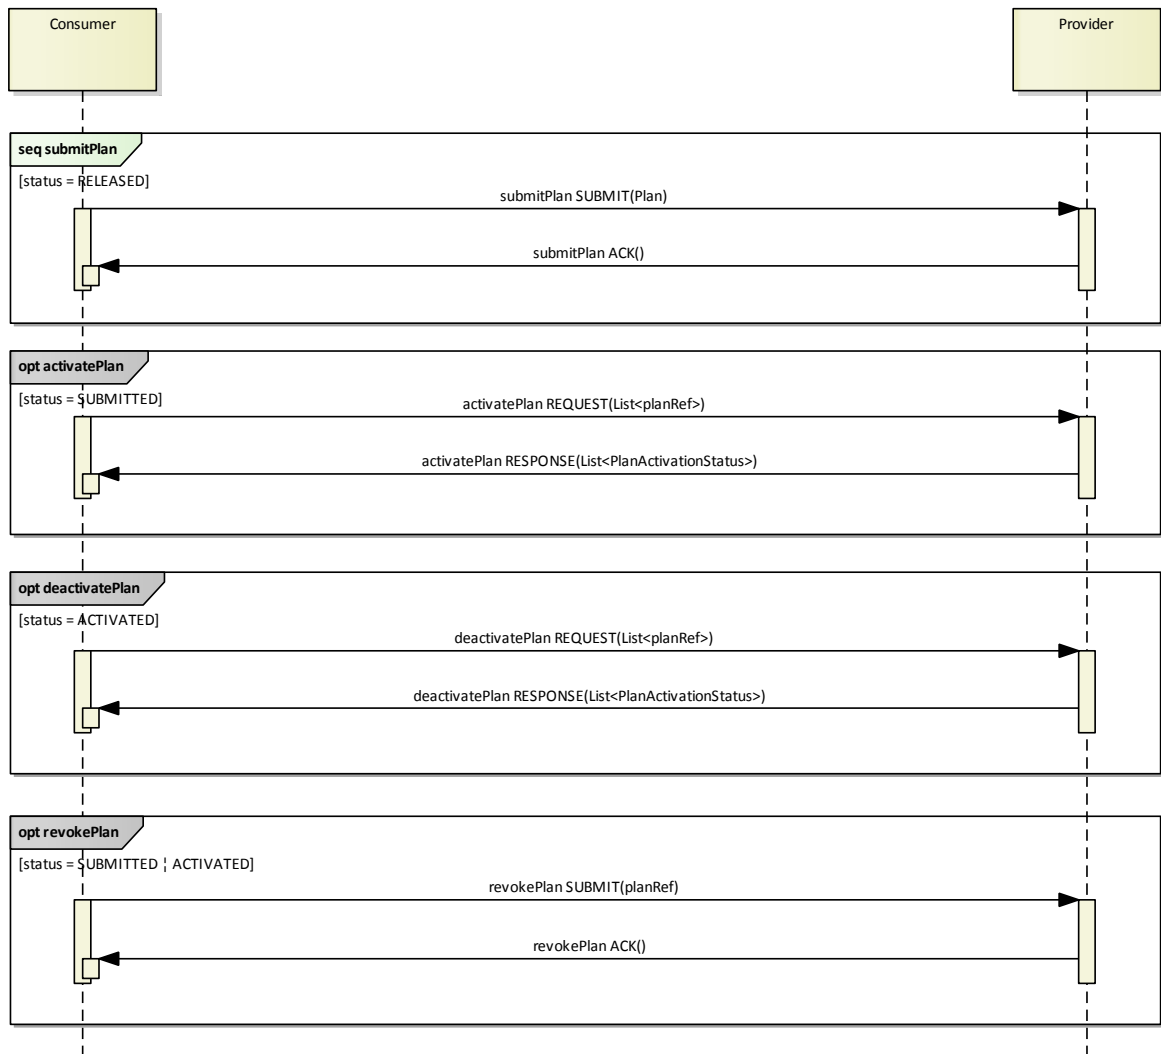 Consumer
Provider
seq submitPlan
[status = RELEASED]
submitPlan SUBMIT(Plan)
submitPlan ACK()
opt activatePlan
[status = SUBMITTED]
activatePlan REQUEST(List<planRef>)
activatePlan RESPONSE(List<PlanActivationStatus>)
opt deactivatePlan
[status = ACTIVATED]
deactivatePlan REQUEST(List<planRef>)
deactivatePlan RESPONSE(List<PlanActivationStatus>)
opt revokePlan
[status = SUBMITTED ¦ ACTIVATED]
revokePlan SUBMIT(planRef)
revokePlan ACK()